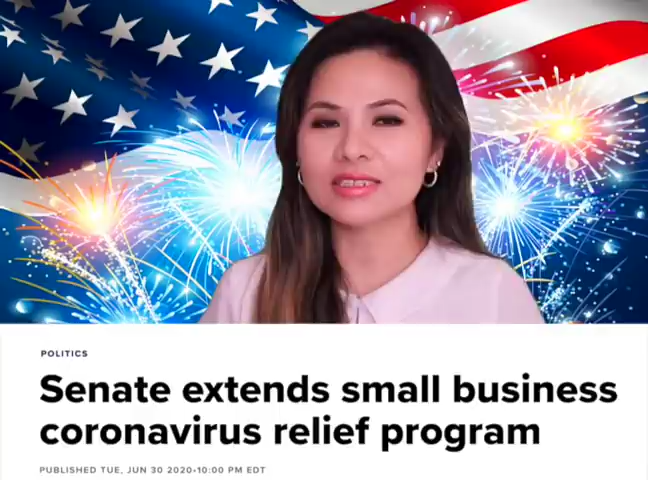 POLITICS
Senate extends small business
coronavirus relief program
PUBLISHED TUE, JUN 30 2020•10:00 PM EDT